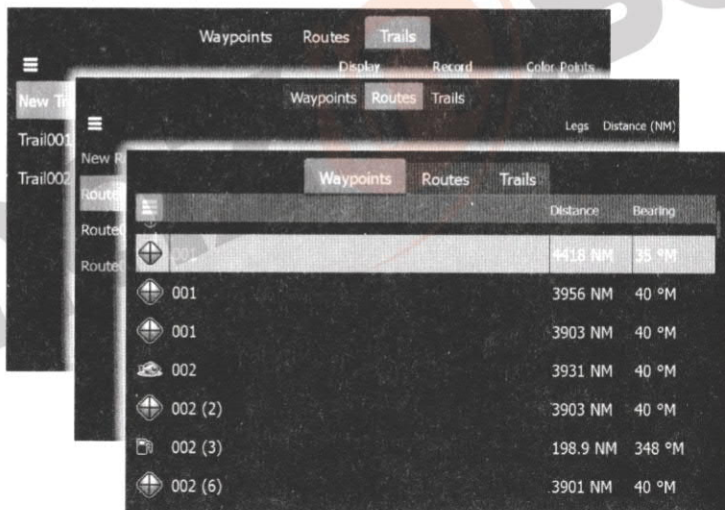 Waypoints Routes Trails
Display Record Color Points
New Tr
Trail001
Trail002
Waypoints Routes Trails
Legs Distance (NM)
New R
Route
Route
Route
Waypoints Routes Trails
Distance Bearing
001 4418 NM 35 °M
001 3956 NM 40 °M
001 3903 NM 40 °M
002 3931 NM 40 °M
002 (2) 3903 NM 40 °M
002 (3) 198.9 NM 348 °M
002 (6) 3901 NM 40 °M